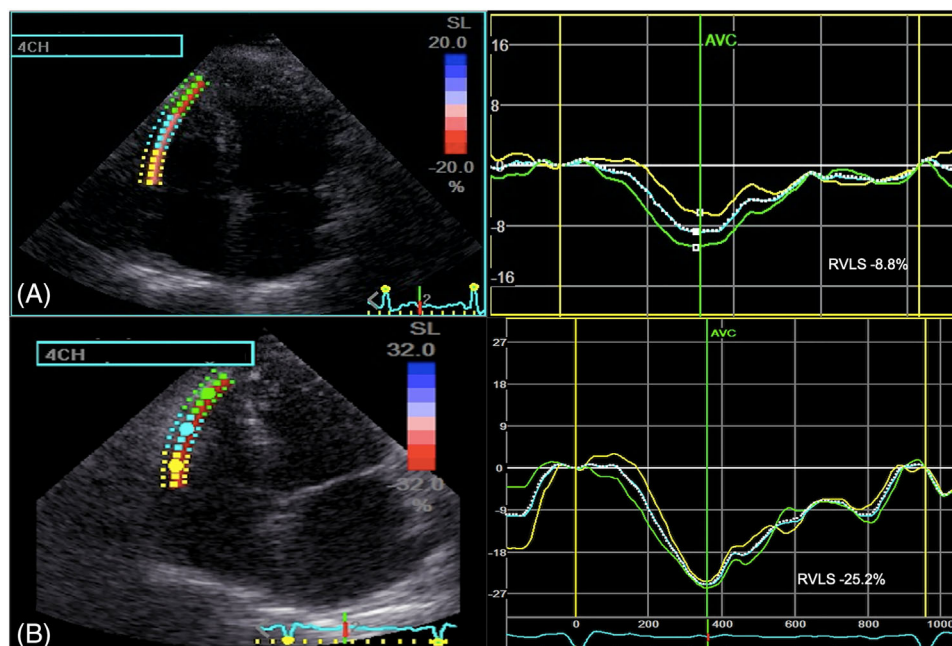 4CH
SL
20.0
-20.0
%
2
(A)
16
8
0
-8
-16
AVC
RVLS -8.8%
4CH
SL
32.0
-32.0
%
(B)
27
18
9
0
-9
-18
-27
AVC
RVLS -25.2%
0
200
400
600
800
1000